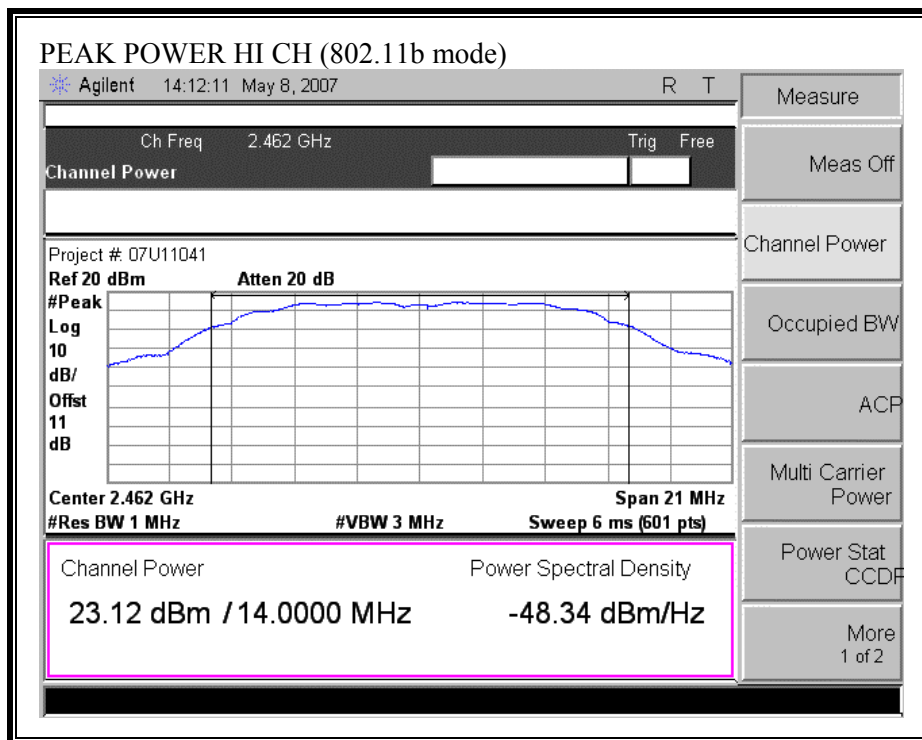 PEAK POWER HI CH (802.11b mode)
Agilent 14:12:11 May 8, 2007 R T
Ch Freq 2.462 GHz Trig Free
Channel Power
Project #: 07U11041
Ref 20 dBm Atten 20 dB
#Peak
Log
10
dB/
Offst
11
dB
Center 2.462 GHz Span 21 MHz
#Res BW 1 MHz #VBW 3 MHz Sweep 6 ms (601 pts)
Channel Power Power Spectral Density
23.12 dBm / 14.0000 MHz -48.34 dBm/Hz
Measure
Meas Off
Channel Power
Occupied BW
ACP
Multi Carrier
Power
Power Stat
CCDF
More
1 of 2